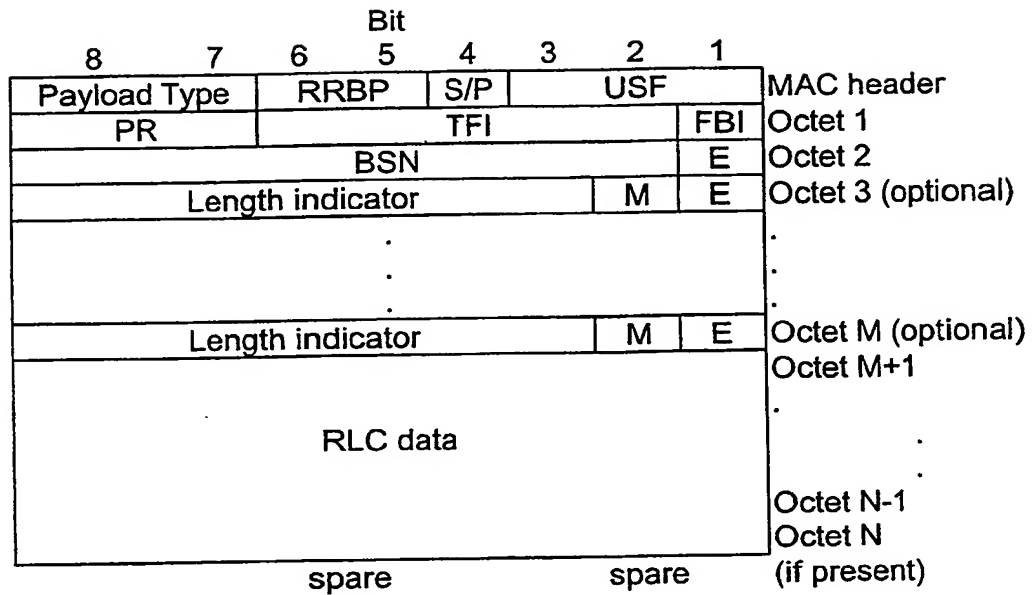 Bit
8 7 6 5 4 3 2 1
Payload Type RRBP S/P USF MAC header
PR TFI FBI Octet 1
BSN E Octet 2
Length indicator M E Octet 3 (optional)
Length indicator M E Octet M (optional)
Octet M+1
RLC data
Octet N-1
Octet N
spare spare (if present)